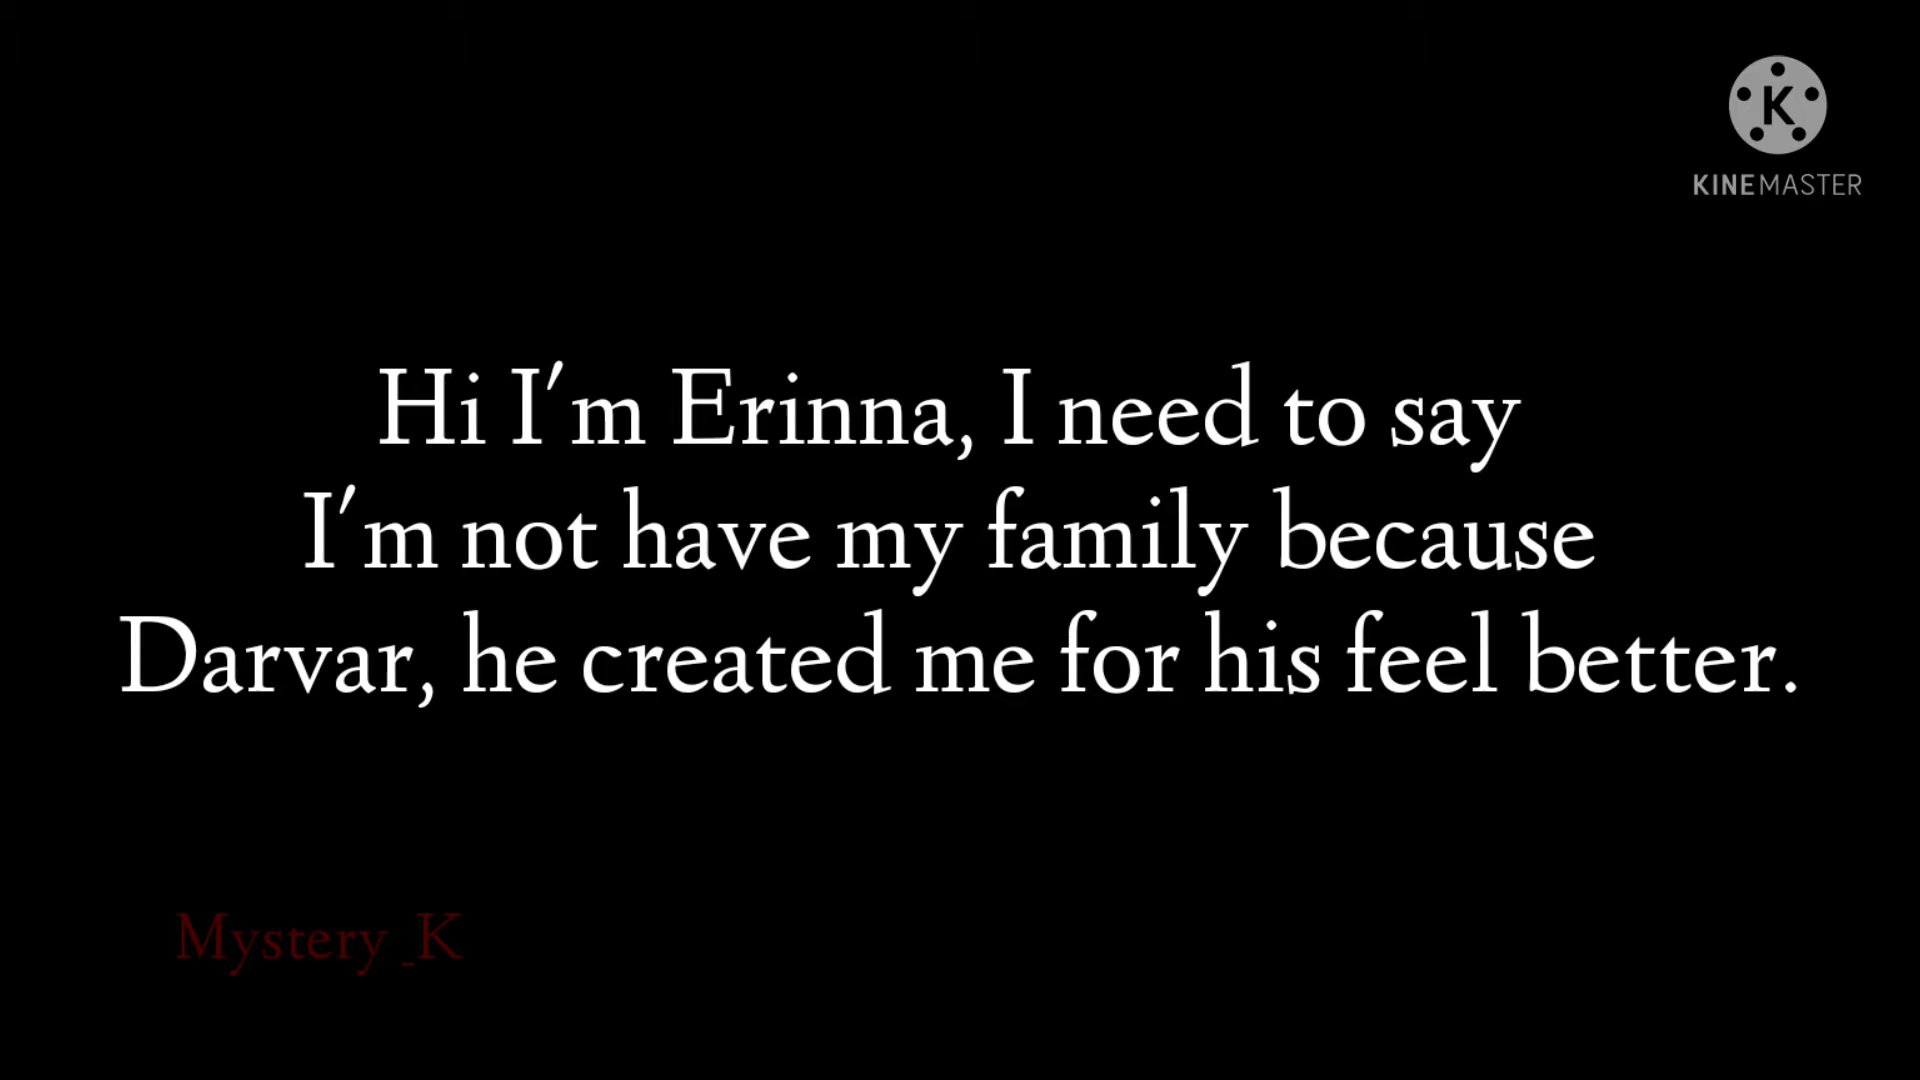 K
KINEMASTER
Hi I'm Erinna, I need to say
I'm not have my family because
Darvar, he created me for his feel better.
Mystery_K